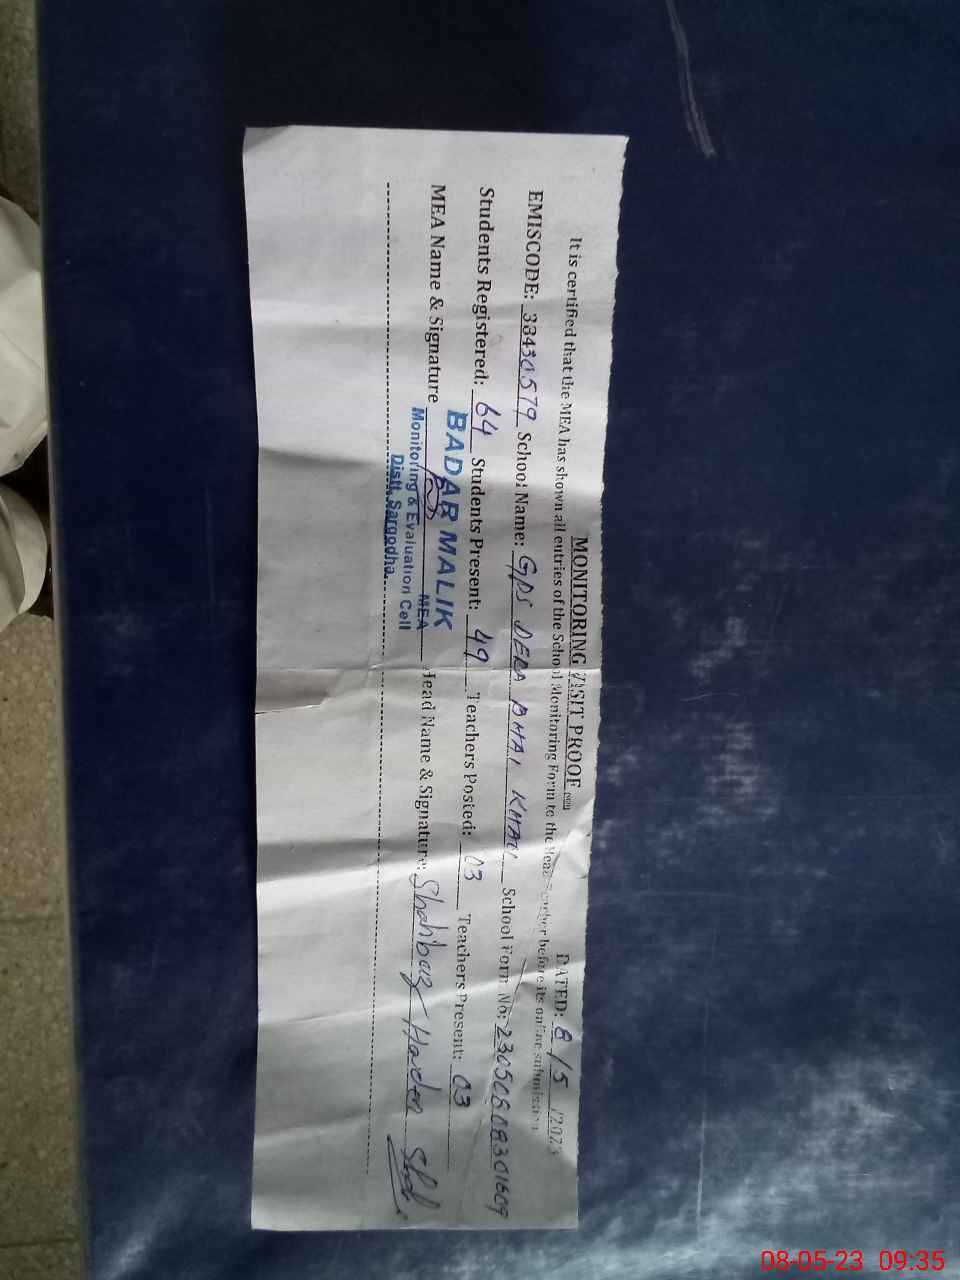 MONITORING VISIT PROOF DATED: 8/5/2023
It is certified that the MEA has shown all entries of the School Monitoring Form to the Head Teacher before its online submission.
EMISCODE: 33430579 School Name: GPS DERA BHAI KHAN School Form No: 23050808301609
Students Registered: 64 Students Present: 49 Teachers Posted: 03 Teachers Present: 03
MEA Name & Signature Head Name & Signature: Shahbaz
BADAR MALIK
MEA
Monitoring & Evaluation Cell
Distt. Sargodha.
08-05-23 09:35